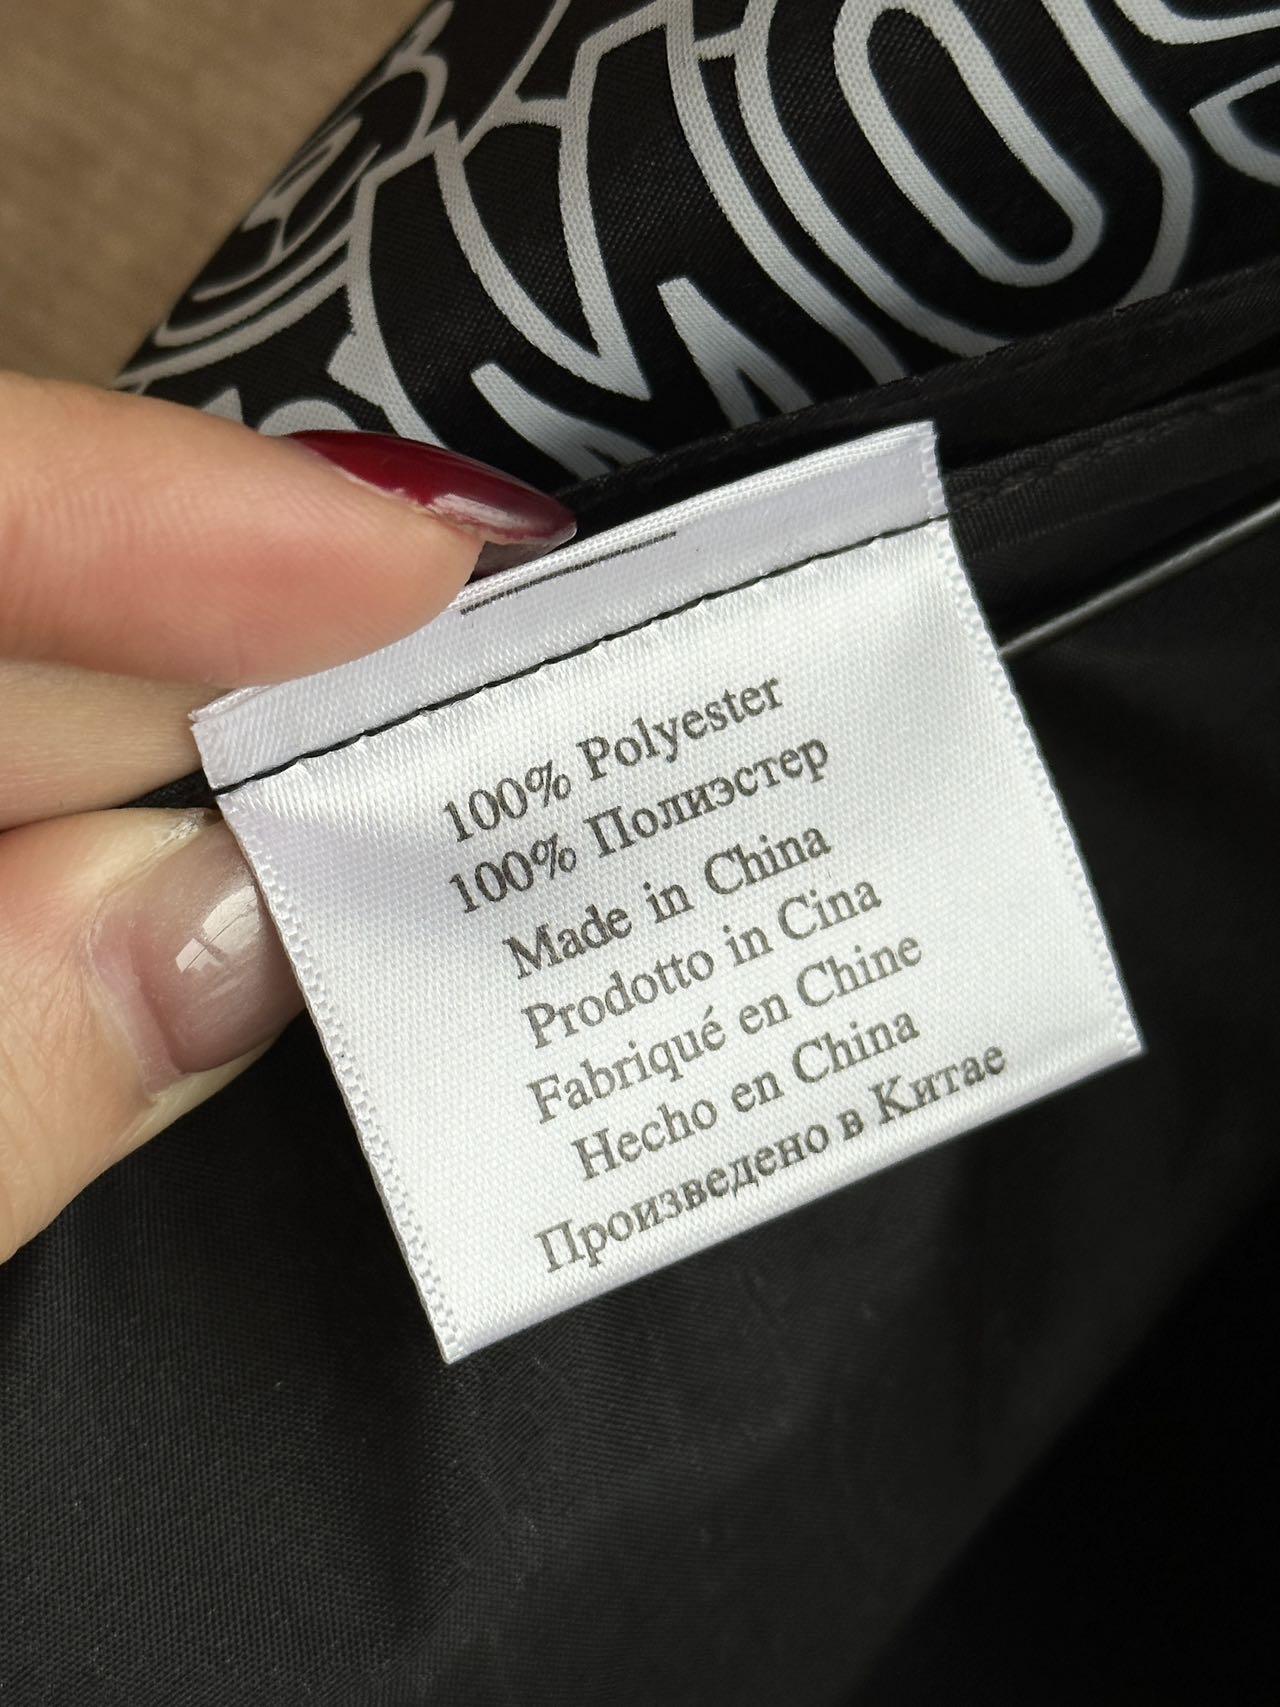 100% Polyester
100% Полиэстер
Made in China
Prodotto in Cina
Fabriqué en Chine
Hecho en China
Произведено в Китае